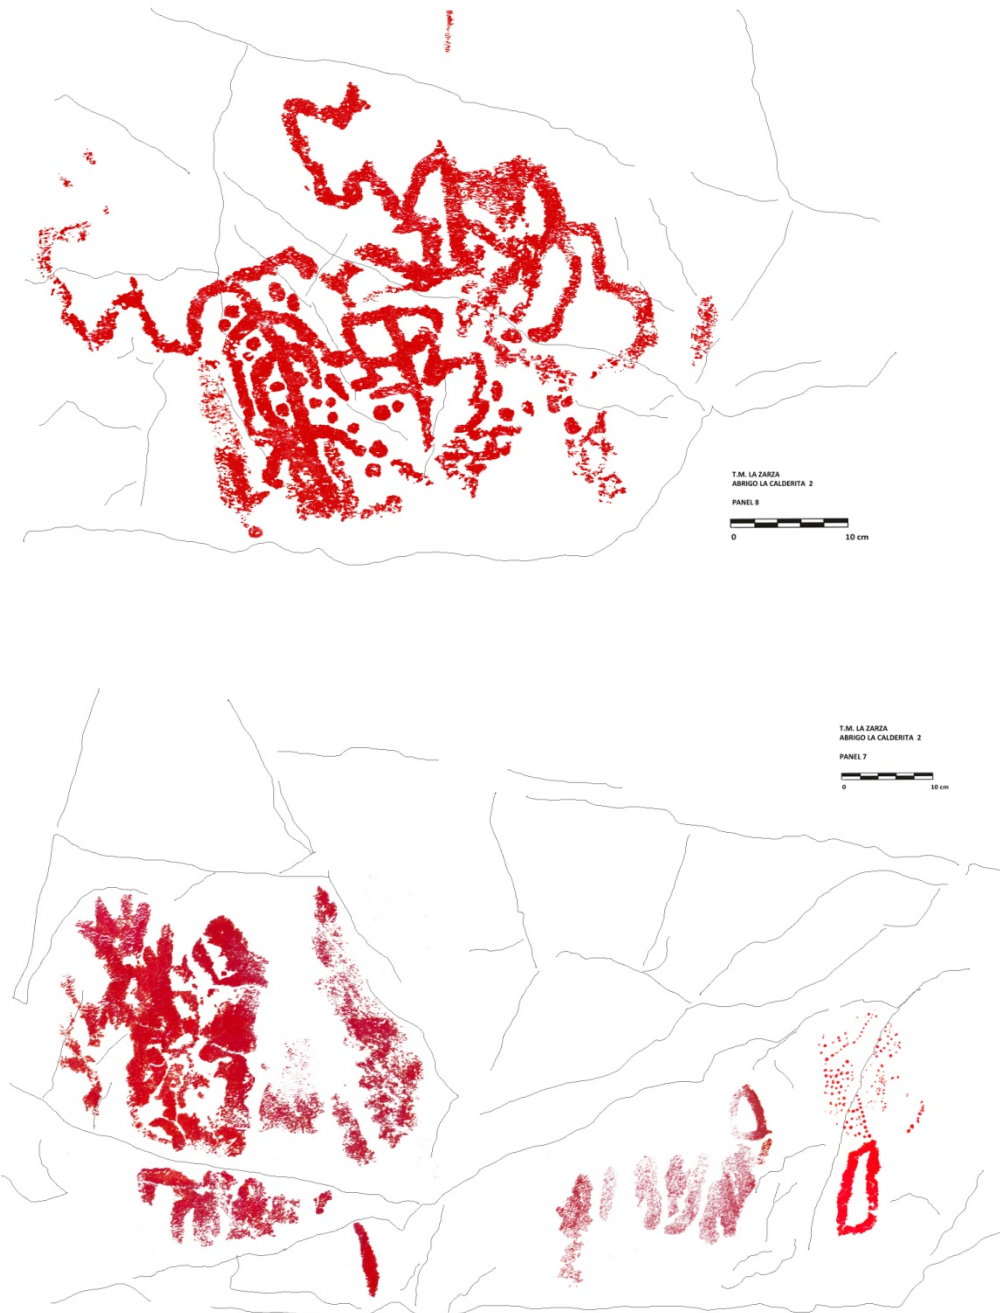 T.M. LA ZARZA
ABRIGO LA CALDERITA 2
PANEL 8
0 10 cm
T.M. LA ZARZA
ABRIGO LA CALDERITA 2
PANEL 7
0 10 cm